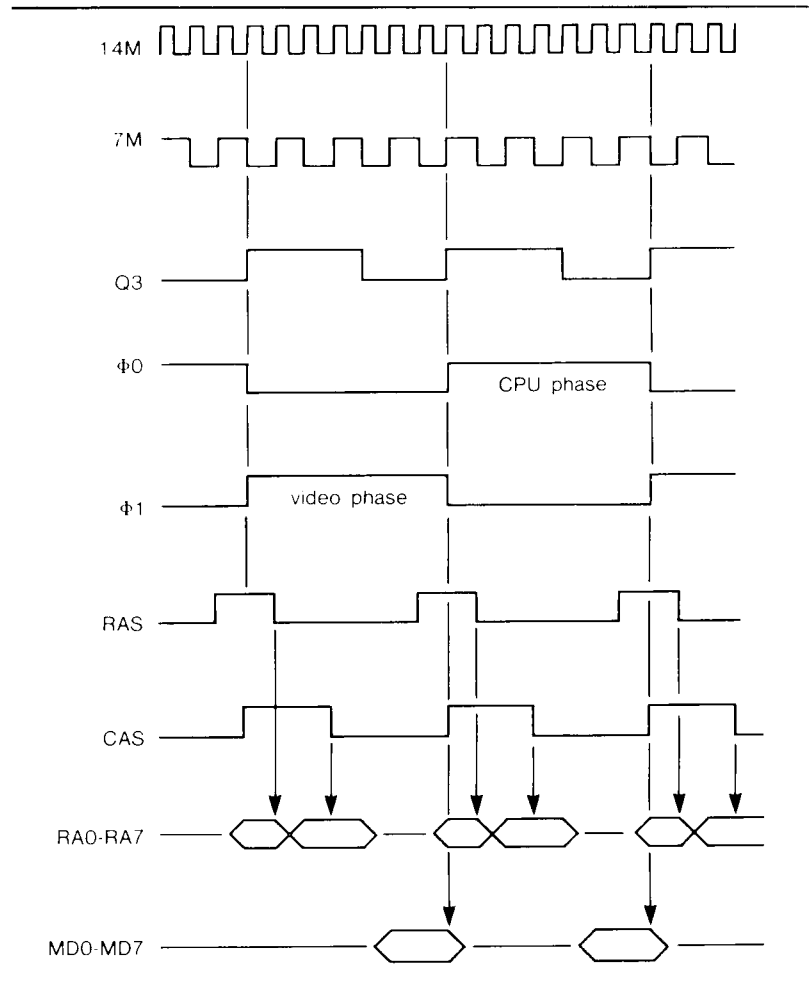 14M
7M
Q3
Φ0
CPU phase
Φ1
video phase
RAS
CAS
RA0-RA7
MD0-MD7